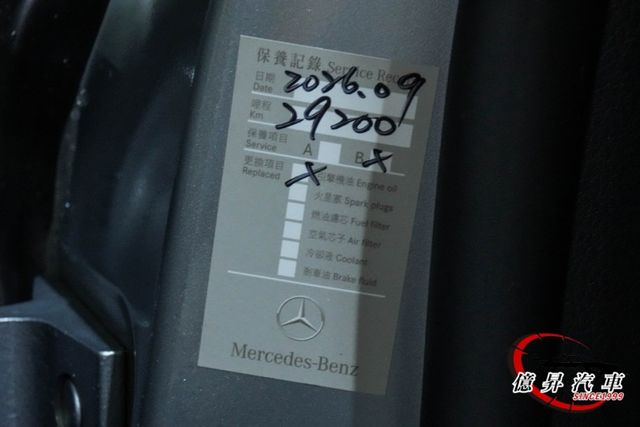 保養記錄 Service Rec
日期 2026.09
Date
哩程 29200
Km
保養項目 A B X
Service
更換項目 X 引擎機油 Engine oil
Replaced
火星塞 Spark plugs
燃油濾芯 Fuel filter
空氣芯子 Air filter
冷卻液 Coolant
剎車油 Brake fluid
Mercedes-Benz
億昇汽車
SINCE1999